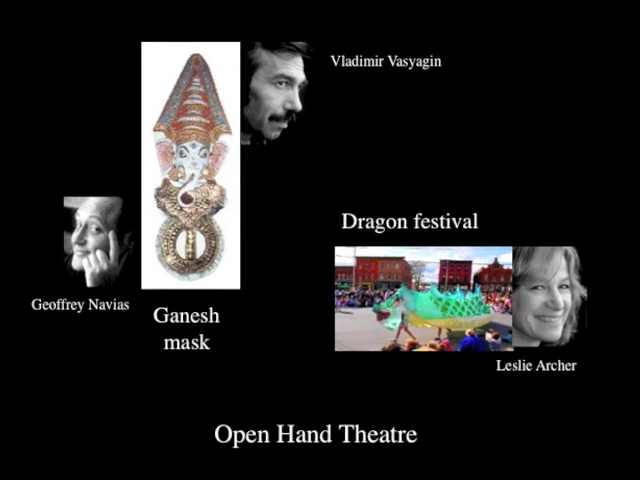 Vladimir Vasyagin
Dragon festival
Geoffrey Navias
Ganesh
mask
Leslie Archer
Open Hand Theatre